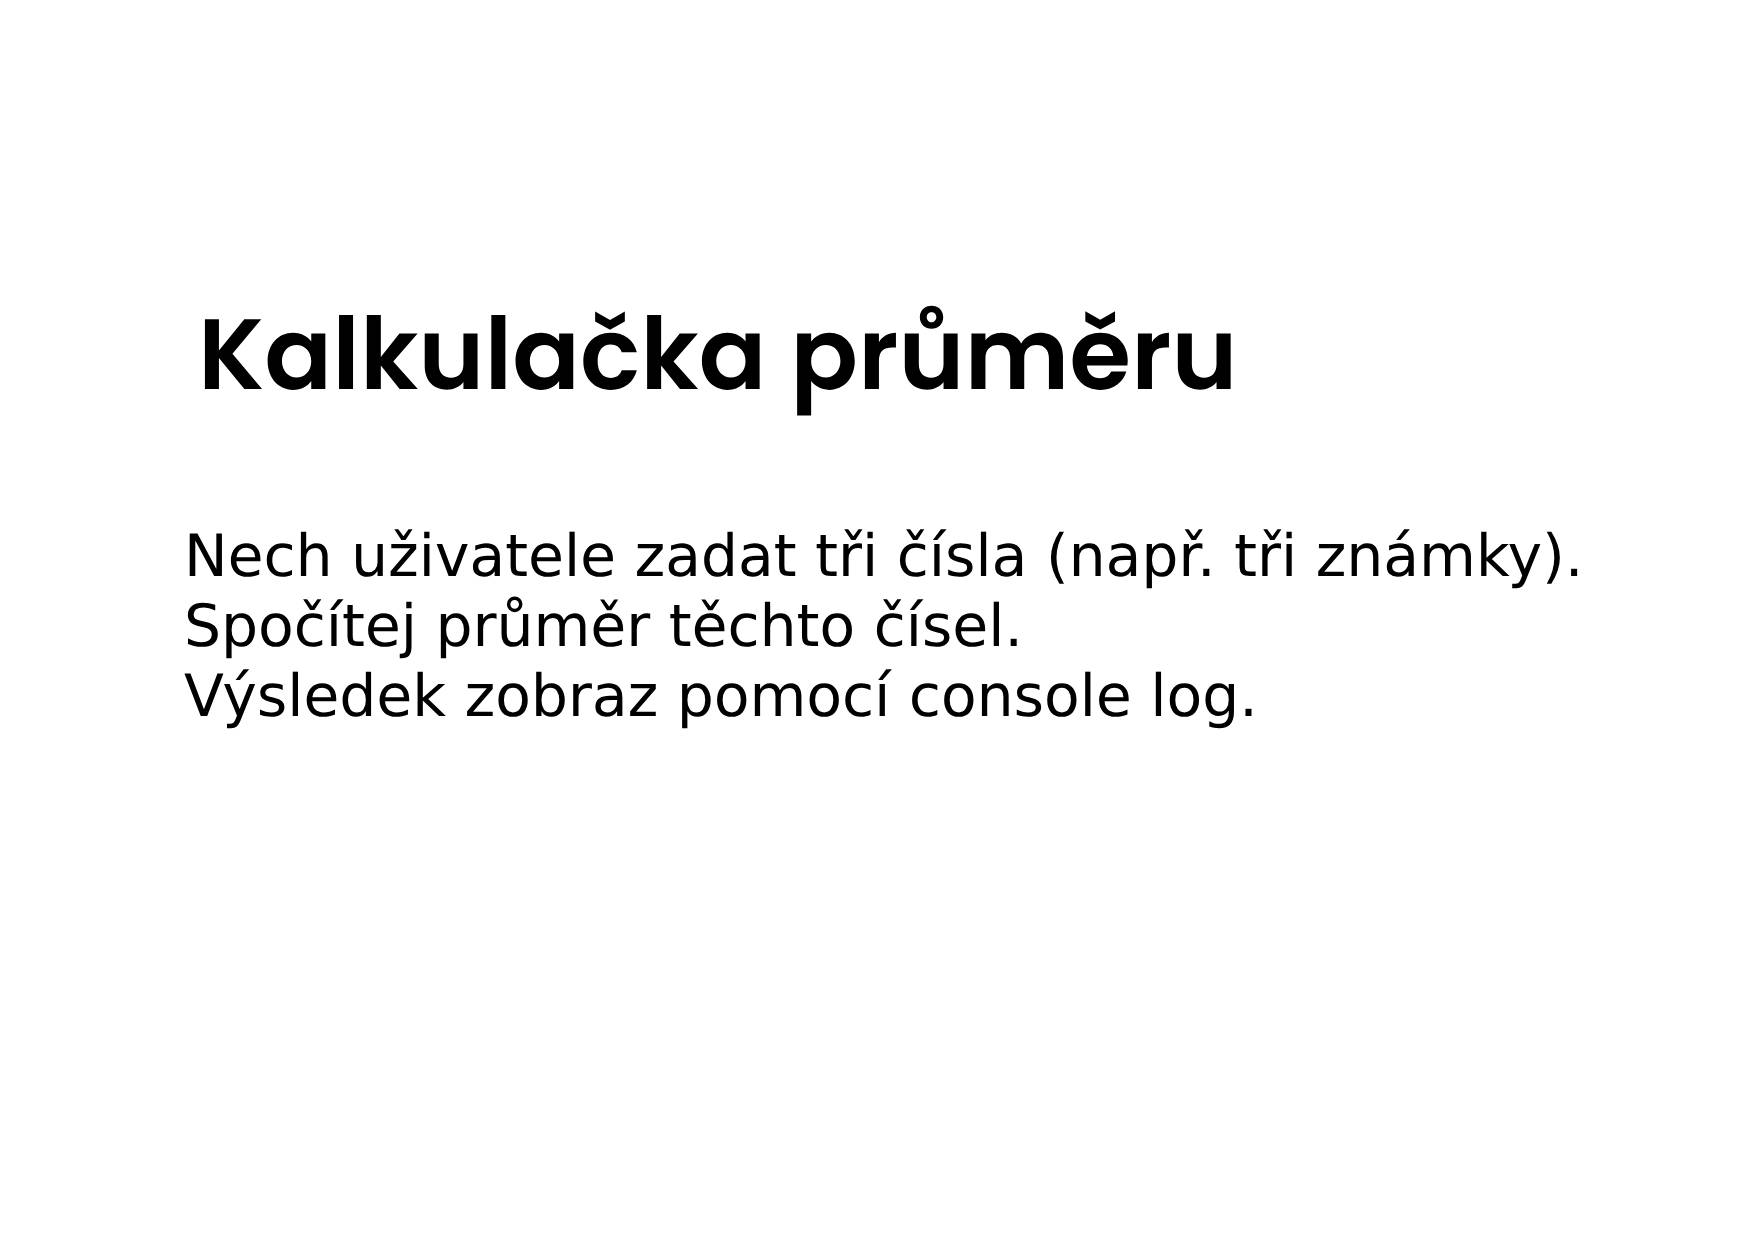 Kalkulačka průměru
Nech uživatele zadat tři čísla (např. tři známky).
Spočítej průměr těchto čísel.
Výsledek zobraz pomocí console log.